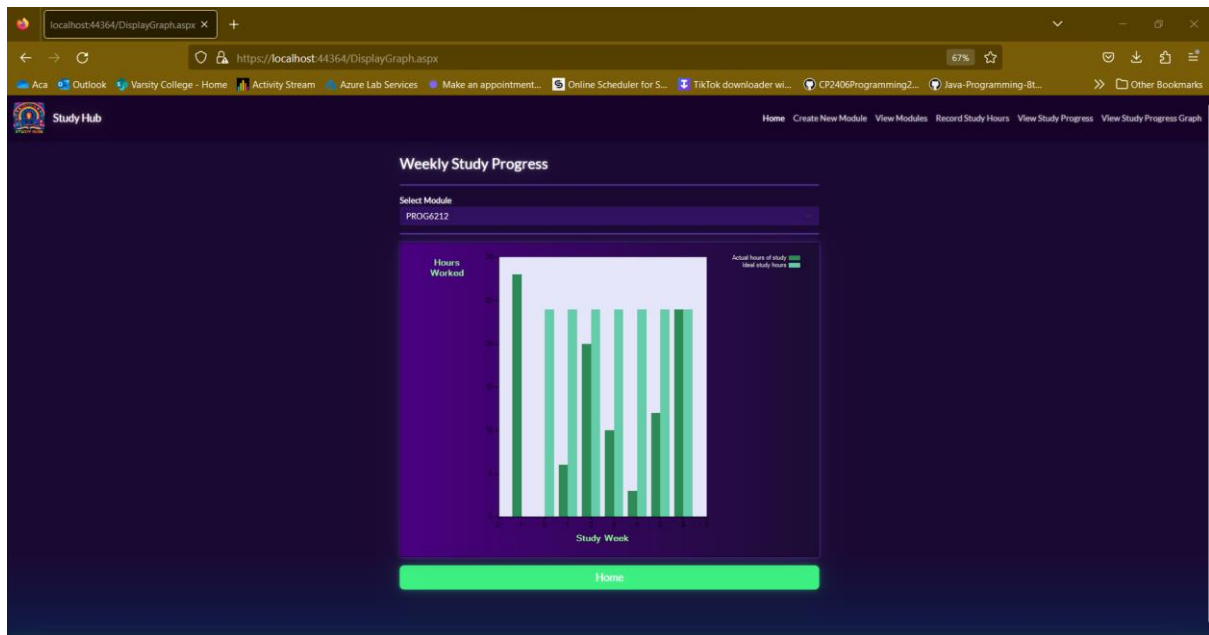 localhost:44364/DisplayGraph.aspx
https://localhost:44364/DisplayGraph.aspx
67%
Aca Outlook Varsity College - Home Activity Stream Azure Lab Services Make an appointment... Online Scheduler for S... TikTok downloader wi... CP2406Programming2... Java-Programming-8t... Other Bookmarks
Study Hub
Home Create New Module View Modules Record Study Hours View Study Progress View Study Progress Graph
Weekly Study Progress
Select Module
PROG6212
Hours
Worked
Actual hours of study
Ideal study hours
Study Week
Home